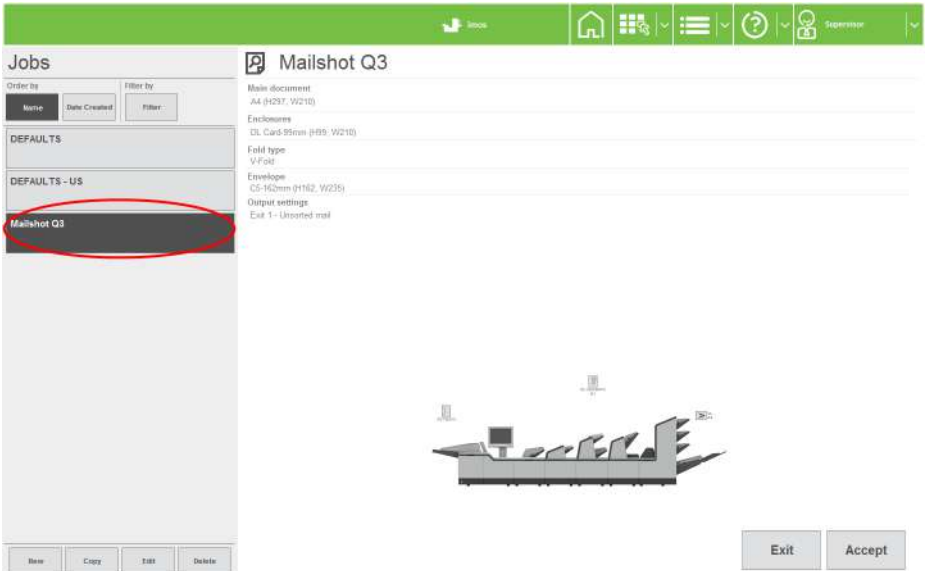 Imos
Supervisor
Jobs
Order by
Filter by
Name
Date Created
Filter
DEFAULTS
DEFAULTS - US
Mailshot Q3
Mailshot Q3
Main document
A4 (H297, W210)
Enclosures
DL Card-99mm (H99, W210)
Fold type
V-Fold
Envelope
C5-162mm (H162, W235)
Output settings
Exit 1 - Unsorted mail
New
Copy
Edit
Delete
Exit
Accept